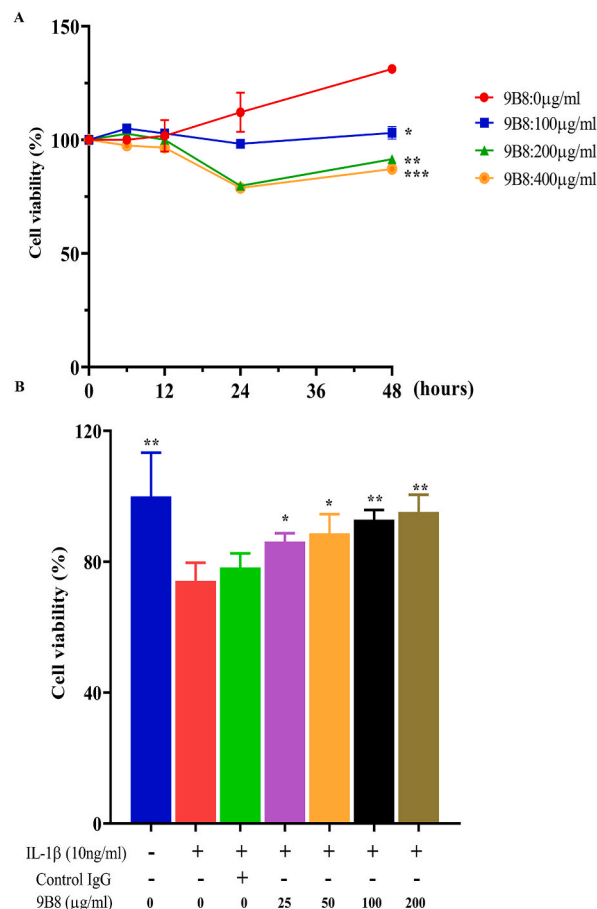 A
150
100
50
0
Cell viability (%)
0 12 24 36 48 (hours)
*
**
***
9B8:0μg/ml
9B8:100μg/ml
9B8:200μg/ml
9B8:400μg/ml
B
120
80
40
0
Cell viability (%)
** * * ** **
IL-1β (10ng/ml) - + + + + + +
Control IgG - - + - - - -
9B8 (μg/ml) 0 0 0 25 50 100 200